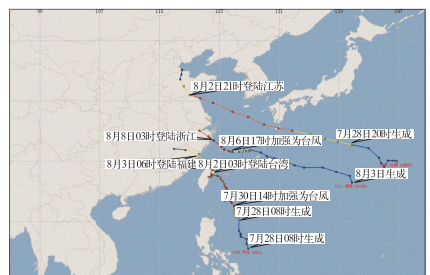 8月2日21时登陆江苏
8月8日03时登陆浙江
8月6日17时加强为台风
7月28日20时生成
8月3日06时登陆福建
8月2日03时登陆台湾
8月3日生成
7月30日14时加强为台风
7月28日08时生成
7月28日08时生成